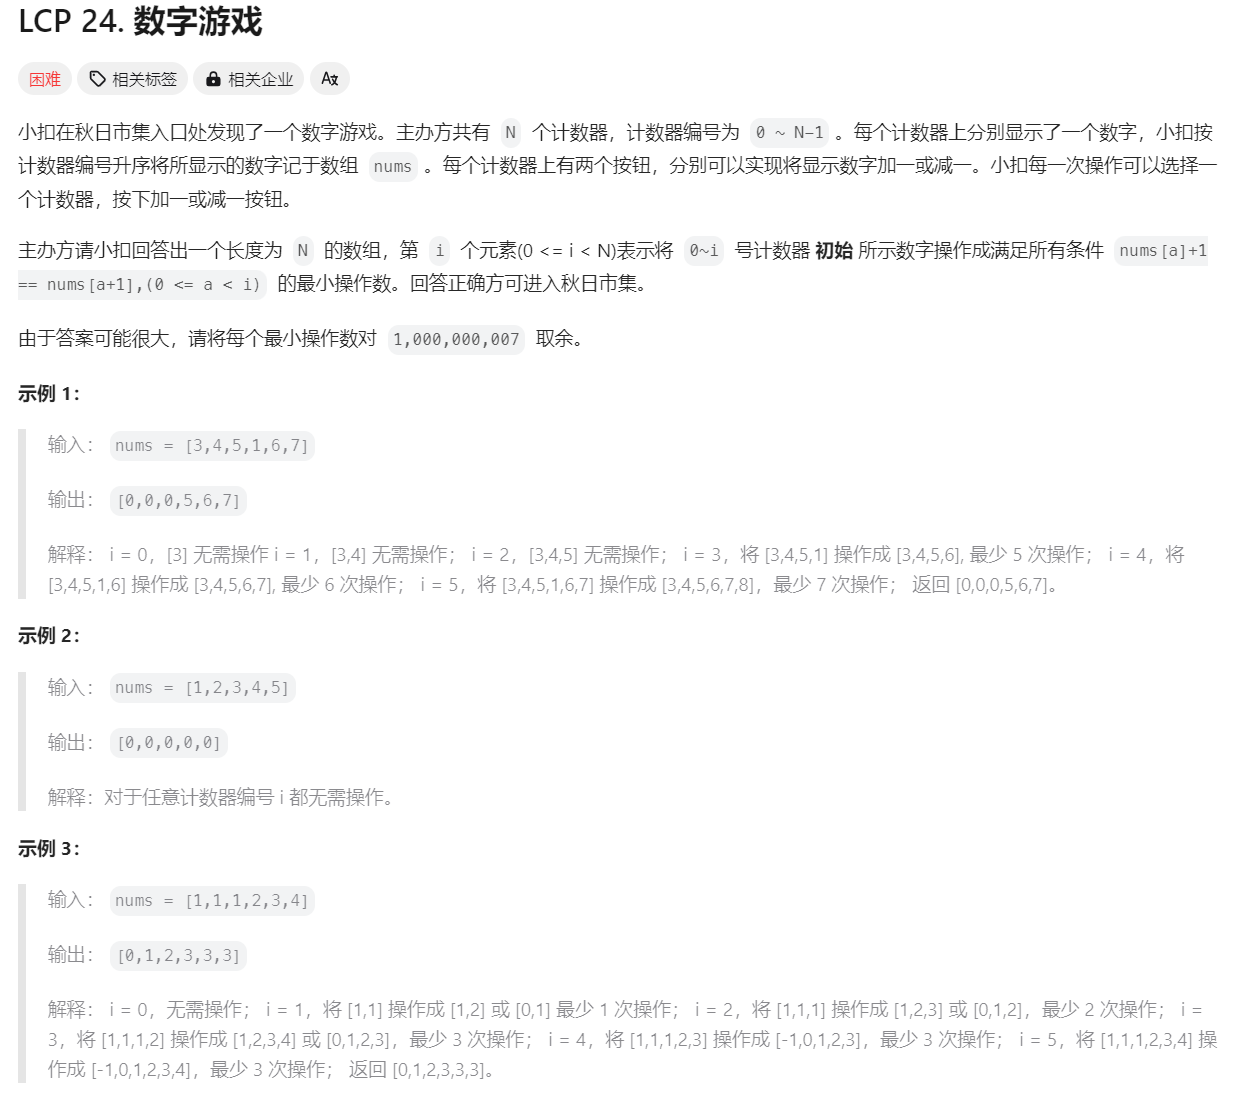 LCP 24. 数字游戏
困难 相关标签 相关企业 A文
小扣在秋日市集入口处发现了一个数字游戏。主办方共有 N 个计数器，计数器编号为 0 ~ N-1 。每个计数器上分别显示了一个数字，小扣按
计数器编号升序将所显示的数字记于数组 nums 。每个计数器上有两个按钮，分别可以实现将显示数字加一或减一。小扣每一次操作可以选择一
个计数器，按下加一或减一按钮。
主办方请小扣回答出一个长度为 N 的数组，第 i 个元素(0 <= i < N)表示将 0~i 号计数器 初始 所示数字操作成满足所有条件 nums[a]+1
== nums[a+1],(0 <= a < i) 的最小操作数。回答正确方可进入秋日市集。
由于答案可能很大，请将每个最小操作数对 1,000,000,007 取余。
示例 1：
输入： nums = [3,4,5,1,6,7]
输出： [0,0,0,5,6,7]
解释： i = 0，[3] 无需操作 i = 1，[3,4] 无需操作； i = 2，[3,4,5] 无需操作； i = 3，将 [3,4,5,1] 操作成 [3,4,5,6], 最少 5 次操作； i = 4，将
[3,4,5,1,6] 操作成 [3,4,5,6,7], 最少 6 次操作； i = 5，将 [3,4,5,1,6,7] 操作成 [3,4,5,6,7,8]，最少 7 次操作； 返回 [0,0,0,5,6,7]。
示例 2：
输入： nums = [1,2,3,4,5]
输出： [0,0,0,0,0]
解释：对于任意计数器编号 i 都无需操作。
示例 3：
输入： nums = [1,1,1,2,3,4]
输出： [0,1,2,3,3,3]
解释： i = 0，无需操作； i = 1，将 [1,1] 操作成 [1,2] 或 [0,1] 最少 1 次操作； i = 2，将 [1,1,1] 操作成 [1,2,3] 或 [0,1,2]，最少 2 次操作； i =
3，将 [1,1,1,2] 操作成 [1,2,3,4] 或 [0,1,2,3]，最少 3 次操作； i = 4，将 [1,1,1,2,3] 操作成 [-1,0,1,2,3]，最少 3 次操作； i = 5，将 [1,1,1,2,3,4] 操
作成 [-1,0,1,2,3,4]，最少 3 次操作； 返回 [0,1,2,3,3,3]。